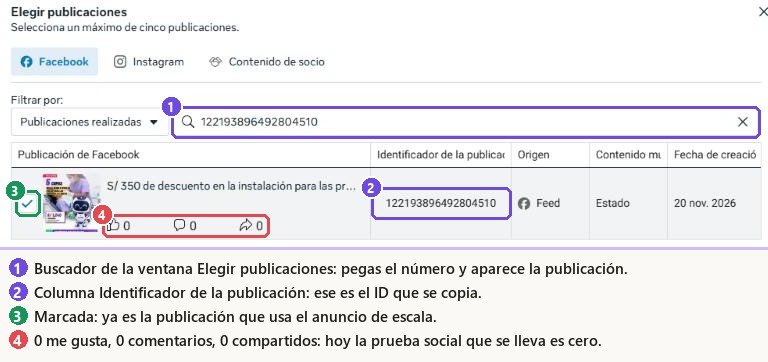 Elegir publicaciones
Selecciona un máximo de cinco publicaciones.
Facebook
Instagram
Contenido de socio
Filtrar por:
Publicaciones realizadas
1
122193896492804510
Publicación de Facebook
Identificador de la publicac
Origen
Contenido mu
Fecha de creació
3
S/ 350 de descuento en la instalación para las pr...
2
122193896492804510
Feed
Estado
20 nov. 2026
4
0
0
0
1 Buscador de la ventana Elegir publicaciones: pegas el número y aparece la publicación.
2 Columna Identificador de la publicación: ese es el ID que se copia.
3 Marcada: ya es la publicación que usa el anuncio de escala.
4 0 me gusta, 0 comentarios, 0 compartidos: hoy la prueba social que se lleva es cero.